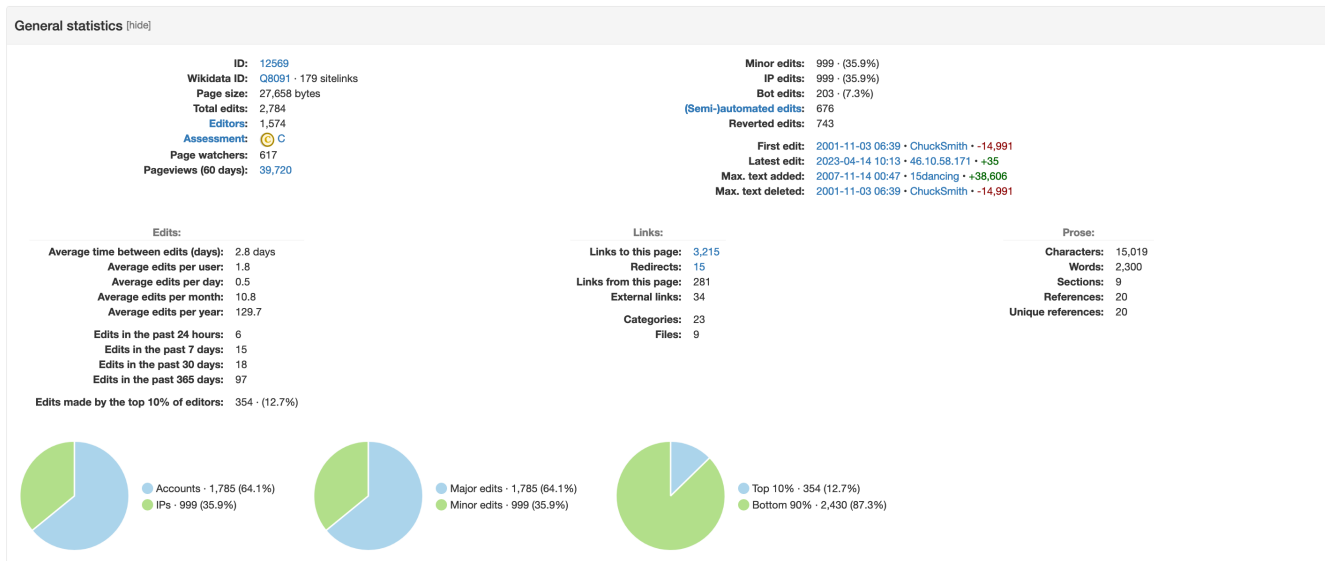 General statistics [hide]
ID: 12569
Wikidata ID: Q8091 · 179 sitelinks
Page size: 27,658 bytes
Total edits: 2,784
Editors: 1,574
Assessment: C C
Page watchers: 617
Pageviews (60 days): 39,720
Minor edits: 999 · (35.9%)
IP edits: 999 · (35.9%)
Bot edits: 203 · (7.3%)
(Semi-)automated edits: 676
Reverted edits: 743
First edit: 2001-11-03 06:39 • ChuckSmith • -14,991
Latest edit: 2023-04-14 10:13 • 46.10.58.171 • +35
Max. text added: 2007-11-14 00:47 • 15dancing • +38,606
Max. text deleted: 2001-11-03 06:39 • ChuckSmith • -14,991
Edits:
Average time between edits (days): 2.8 days
Average edits per user: 1.8
Average edits per day: 0.5
Average edits per month: 10.8
Average edits per year: 129.7
Edits in the past 24 hours: 6
Edits in the past 7 days: 15
Edits in the past 30 days: 18
Edits in the past 365 days: 97
Edits made by the top 10% of editors: 354 · (12.7%)
Links:
Links to this page: 3,215
Redirects: 15
Links from this page: 281
External links: 34
Categories: 23
Files: 9
Prose:
Characters: 15,019
Words: 2,300
Sections: 9
References: 20
Unique references: 20
Accounts · 1,785 (64.1%)
IPs · 999 (35.9%)
Major edits · 1,785 (64.1%)
Minor edits · 999 (35.9%)
Top 10% · 354 (12.7%)
Bottom 90% · 2,430 (87.3%)